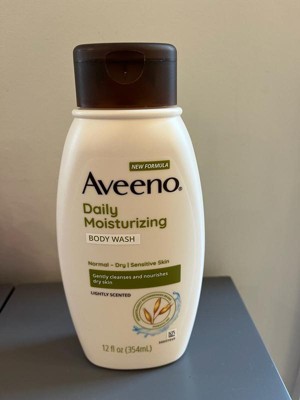 NEW FORMULA
Aveeno®
Daily
Moisturizing
BODY WASH
Normal – Dry | Sensitive Skin
Gently cleanses and nourishes
dry skin
LIGHTLY SCENTED
12 fl oz (354mL)